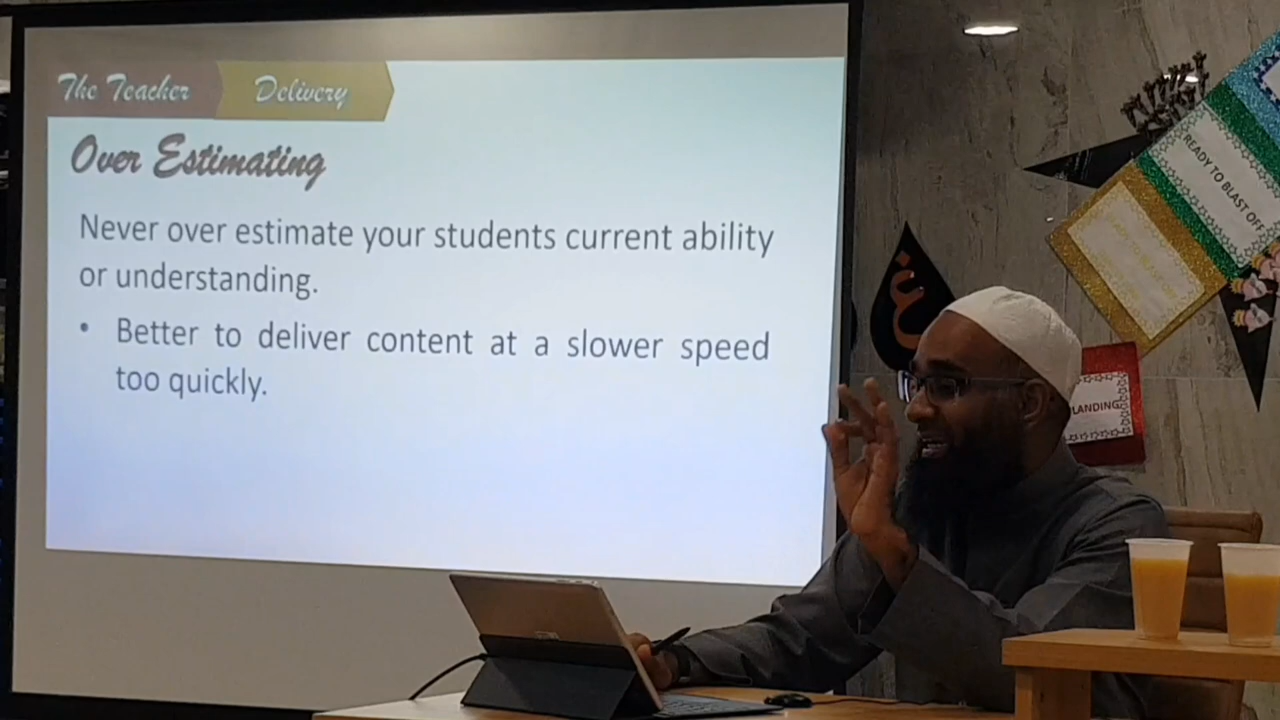 The Teacher
Delivery
Over Estimating
Never over estimate your students current ability
or understanding.
• Better to deliver content at a slower speed
too quickly.
READY TO BLAST OFF
LANDING